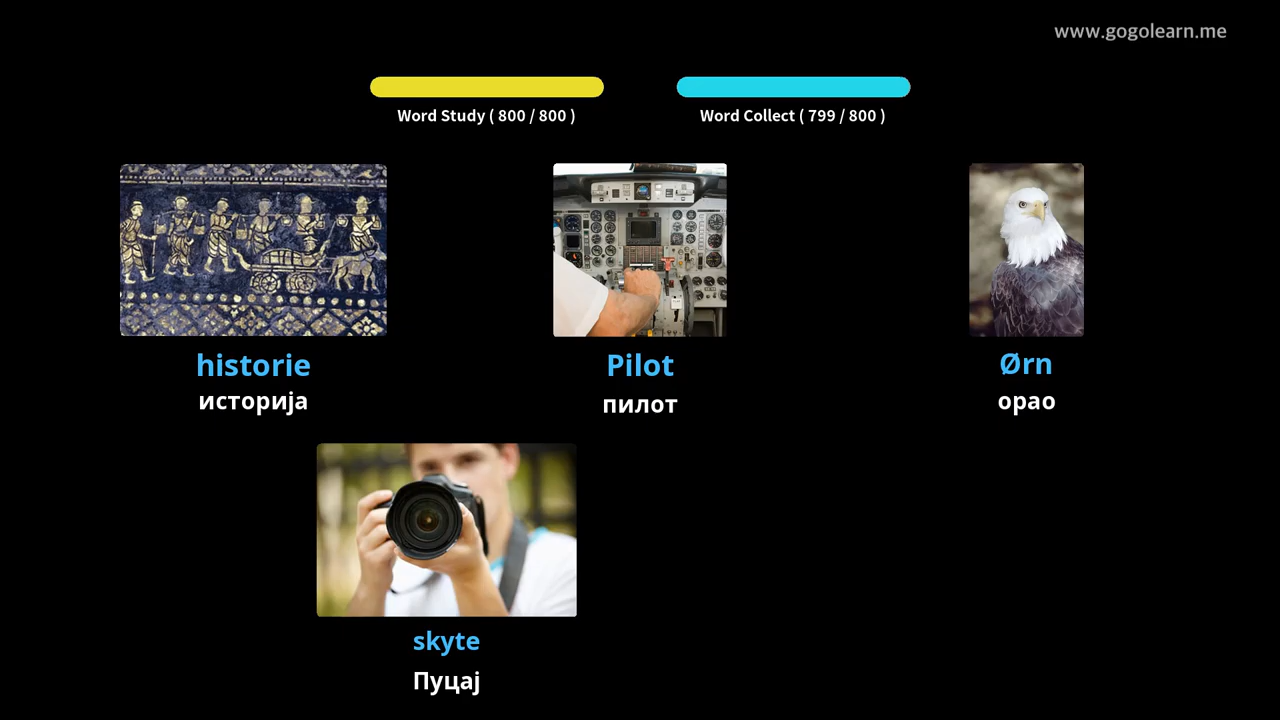 www.gogolearn.me
Word Study ( 800 / 800 )
Word Collect ( 799 / 800 )
historie
Pilot
Ørn
историја
пилот
орао
skyte
Пуцај